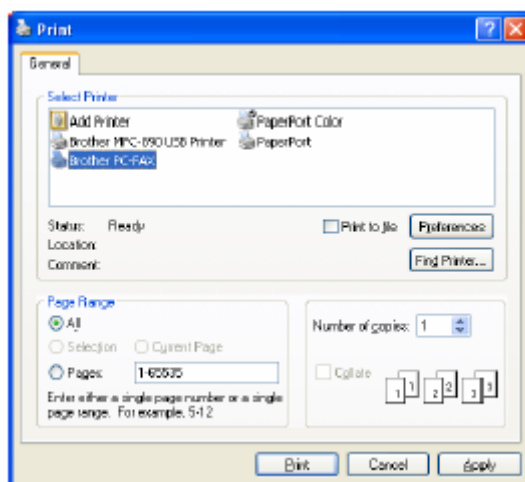 Print
General
Select Printer
Add Printer
PaperPort Color
Brother MFC-890 USB Printer
PaperPort
Brother PC-FAX
Status: Ready
Location:
Comment:
Print to file
Preferences
Find Printer...
Page Range
All
Selection
Current Page
Pages: 1-65535
Enter either a single page number or a single
page range. For example, 5-12
Number of copies: 1
Collate
1 1 2 2 3 3
Print
Cancel
Apply